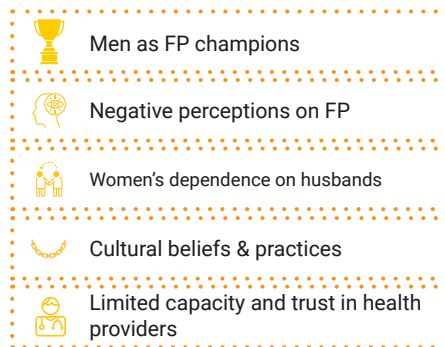 Men as FP champions
Negative perceptions on FP
Women’s dependence on husbands
Cultural beliefs & practices
Limited capacity and trust in health
providers